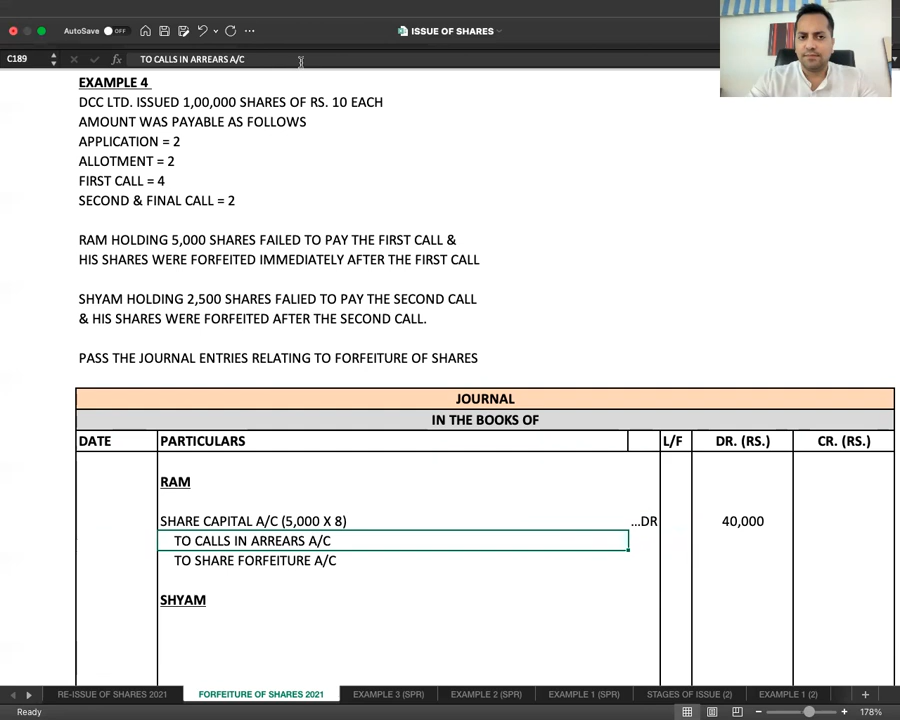 AutoSave OFF ISSUE OF SHARES
C189 fx TO CALLS IN ARREARS A/C
EXAMPLE 4
DCC LTD. ISSUED 1,00,000 SHARES OF RS. 10 EACH
AMOUNT WAS PAYABLE AS FOLLOWS
APPLICATION = 2
ALLOTMENT = 2
FIRST CALL = 4
SECOND & FINAL CALL = 2
RAM HOLDING 5,000 SHARES FAILED TO PAY THE FIRST CALL &
HIS SHARES WERE FORFEITED IMMEDIATELY AFTER THE FIRST CALL
SHYAM HOLDING 2,500 SHARES FALIED TO PAY THE SECOND CALL
& HIS SHARES WERE FORFEITED AFTER THE SECOND CALL.
PASS THE JOURNAL ENTRIES RELATING TO FORFEITURE OF SHARES
JOURNAL
IN THE BOOKS OF
DATE PARTICULARS L/F DR. (RS.) CR. (RS.)
RAM
SHARE CAPITAL A/C (5,000 X 8) ...DR 40,000
TO CALLS IN ARREARS A/C
TO SHARE FORFEITURE A/C
SHYAM
RE-ISSUE OF SHARES 2021 FORFEITURE OF SHARES 2021 EXAMPLE 3 (SPR) EXAMPLE 2 (SPR) EXAMPLE 1 (SPR) STAGES OF ISSUE (2) EXAMPLE 1 (2) +
Ready 178%